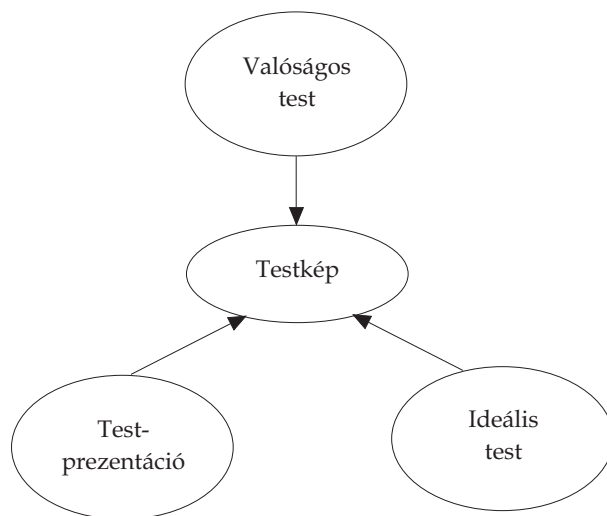 Valóságos
test
Testkép
Test-
prezentáció
Ideális
test